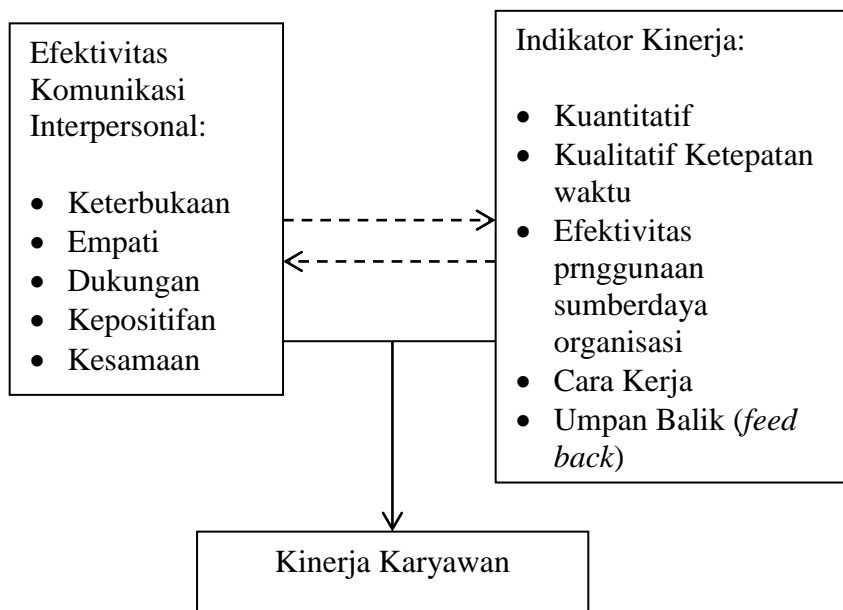 Efektivitas
Komunikasi
Interpersonal:
• Keterbukaan
• Empati
• Dukungan
• Kepositifan
• Kesamaan
Indikator Kinerja:
• Kuantitatif
• Kualitatif Ketepatan
waktu
• Efektivitas
prnggunaan
sumberdaya
organisasi
• Cara Kerja
• Umpan Balik (feed
back)
Kinerja Karyawan